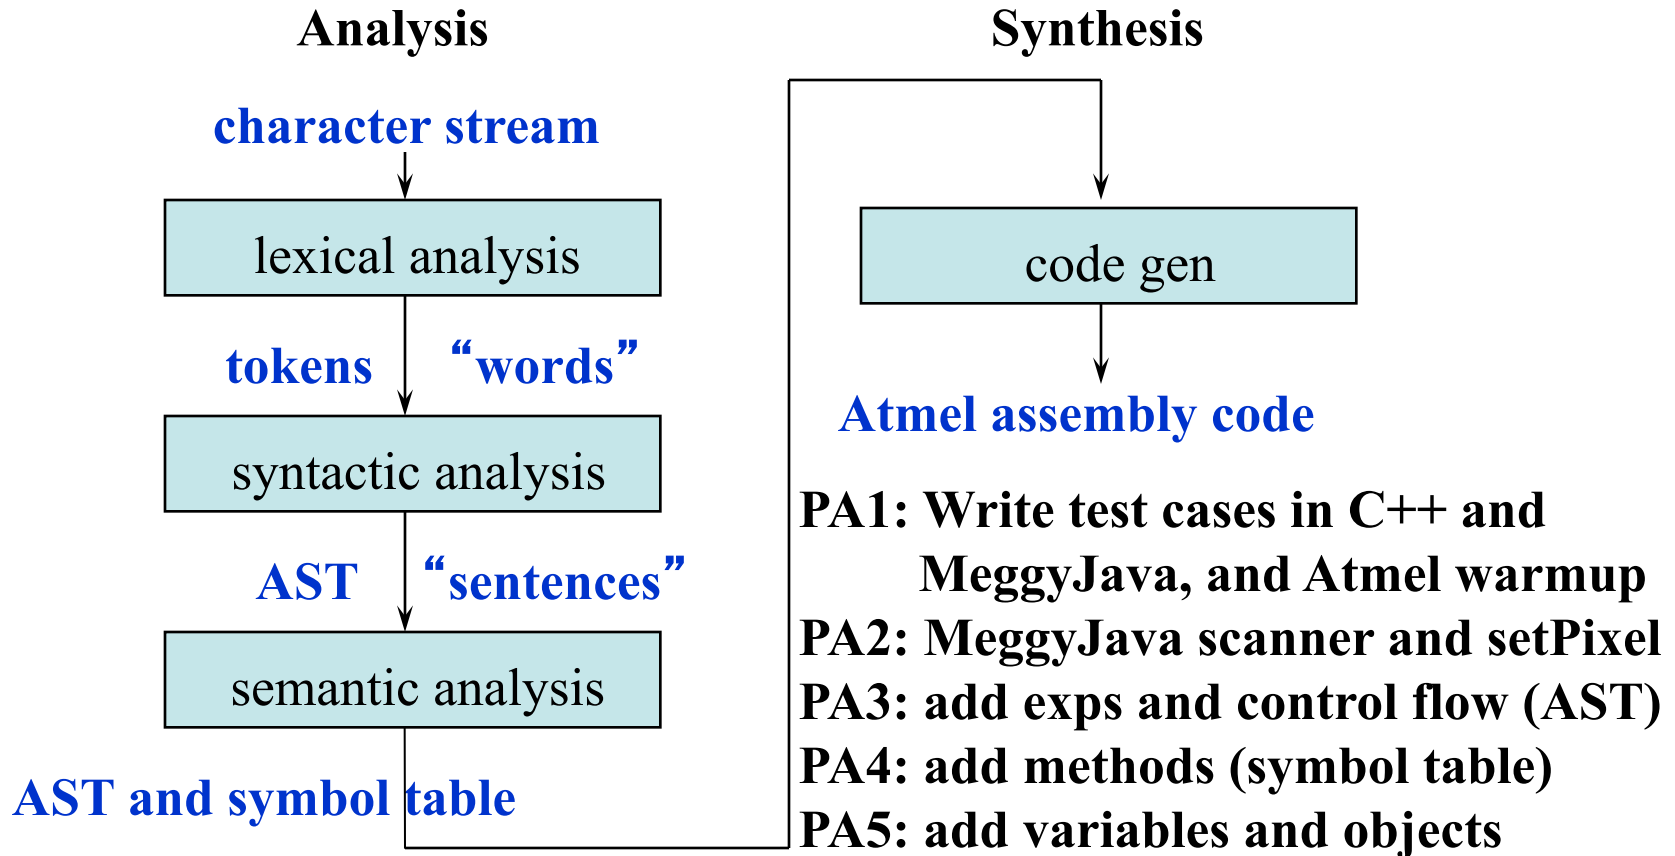 Analysis
character stream
lexical analysis
tokens “words”
syntactic analysis
AST “sentences”
semantic analysis
AST and symbol table
Synthesis
code gen
Atmel assembly code
PA1: Write test cases in C++ and
MeggyJava, and Atmel warmup
PA2: MeggyJava scanner and setPixel
PA3: add exps and control flow (AST)
PA4: add methods (symbol table)
PA5: add variables and objects